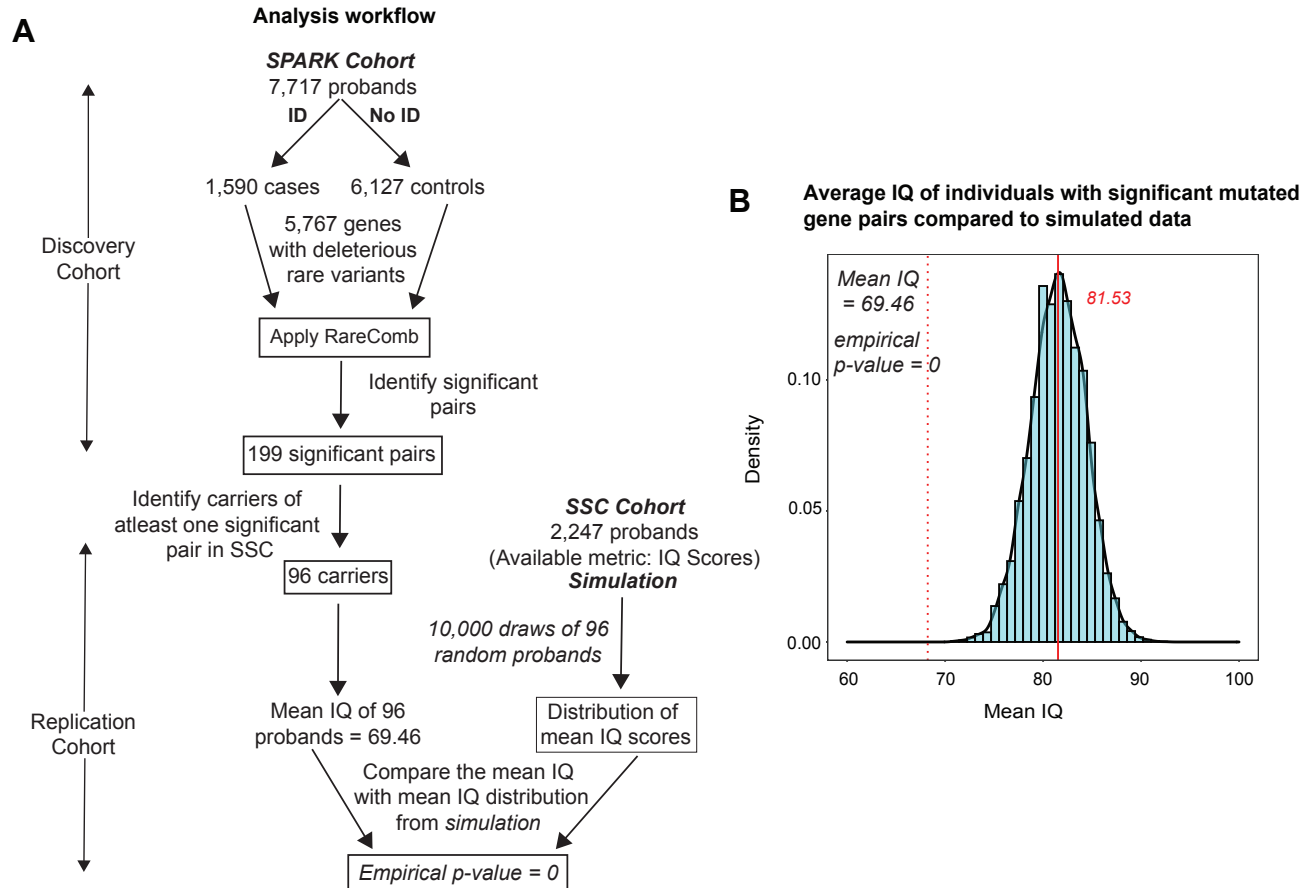 A
Analysis workflow
SPARK Cohort
7,717 probands
ID
No ID
1,590 cases
6,127 controls
5,767 genes
with deleterious
rare variants
Discovery
Cohort
Apply RareComb
Identify significant
pairs
199 significant pairs
Identify carriers of
atleast one significant
pair in SSC
96 carriers
SSC Cohort
2,247 probands
(Available metric: IQ Scores)
Simulation
10,000 draws of 96
random probands
Replication
Cohort
Mean IQ of 96
probands = 69.46
Distribution of
mean IQ scores
Compare the mean IQ
with mean IQ distribution
from simulation
Empirical p-value = 0
B
Average IQ of individuals with significant mutated
gene pairs compared to simulated data
Mean IQ
= 69.46
empirical
p-value = 0
81.53
Density
0.10
0.05
0.00
60
70
80
90
100
Mean IQ